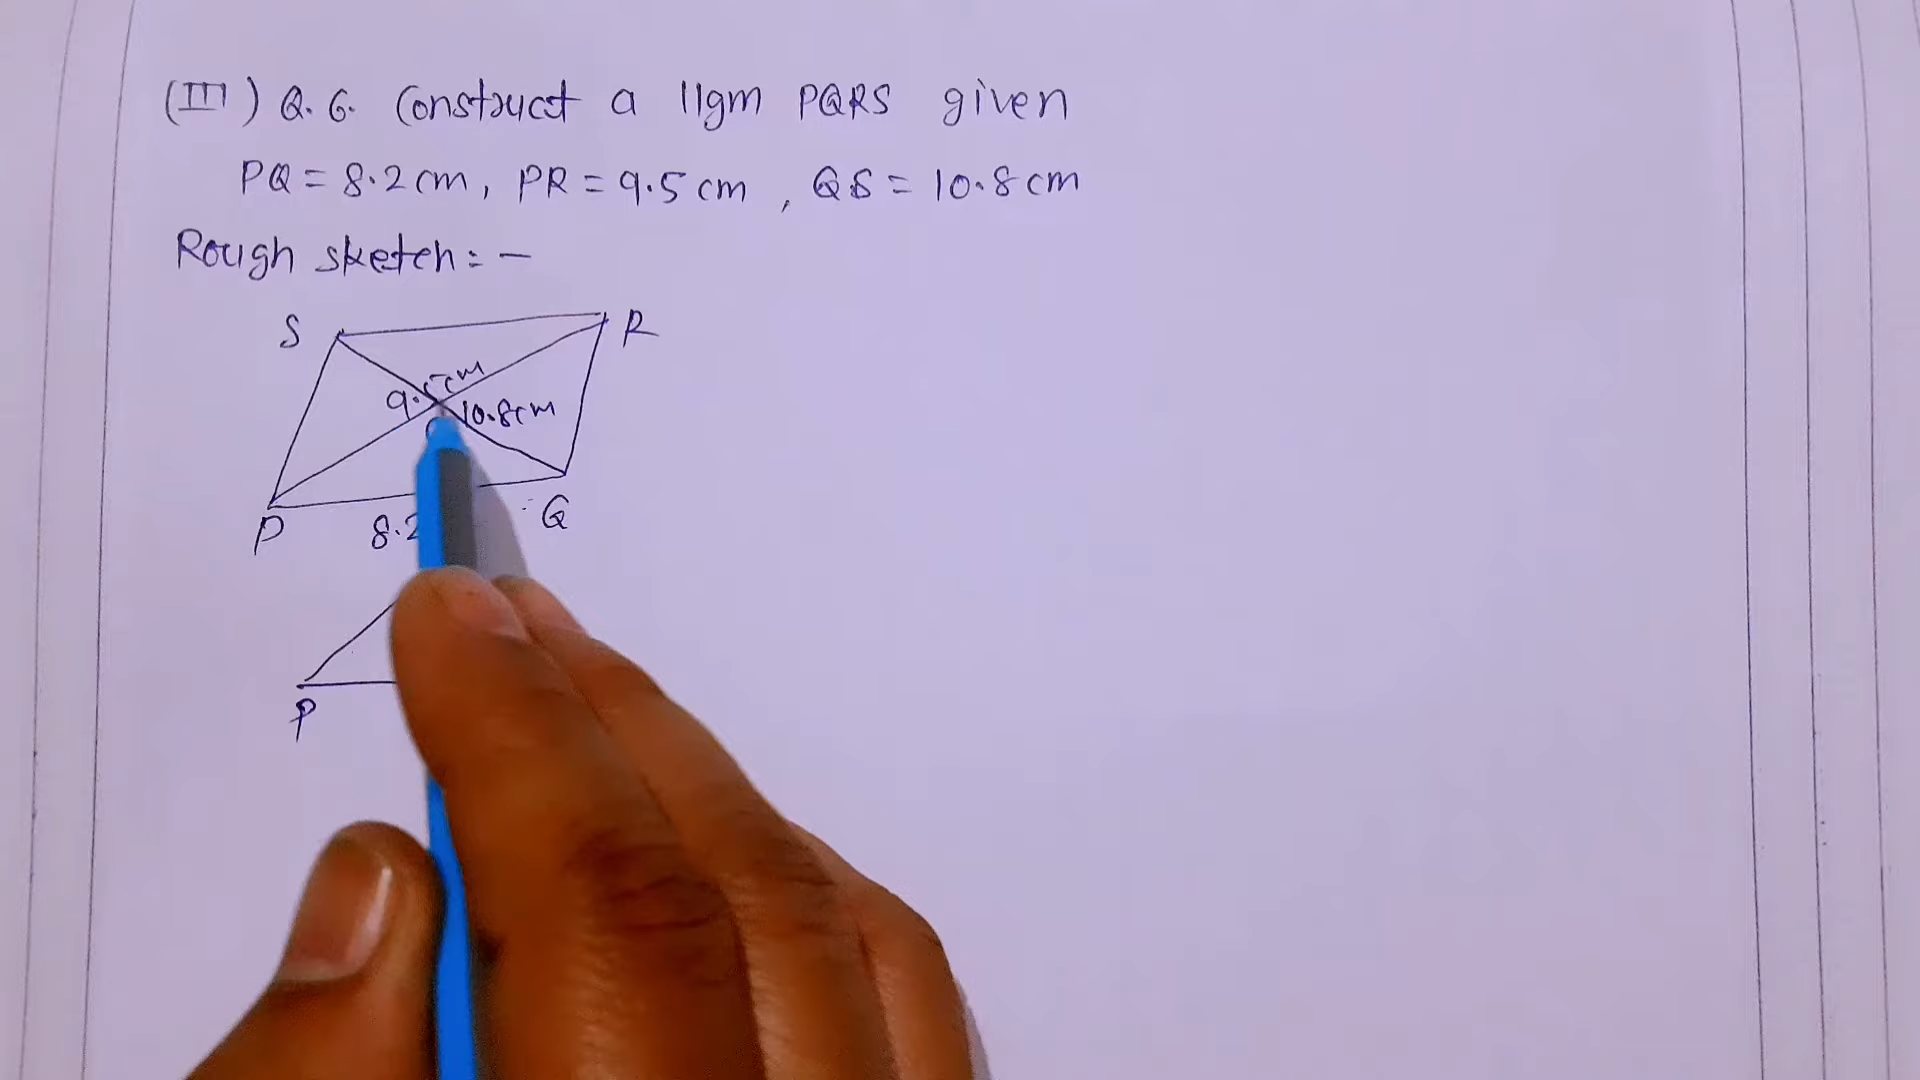 (III) Q. 6. Construct a 11gm PQRS given
PQ = 8.2 cm, PR = 9.5 cm, QS = 10.8 cm
Rough sketch: -
S
R
10.8cm
P
Q
P